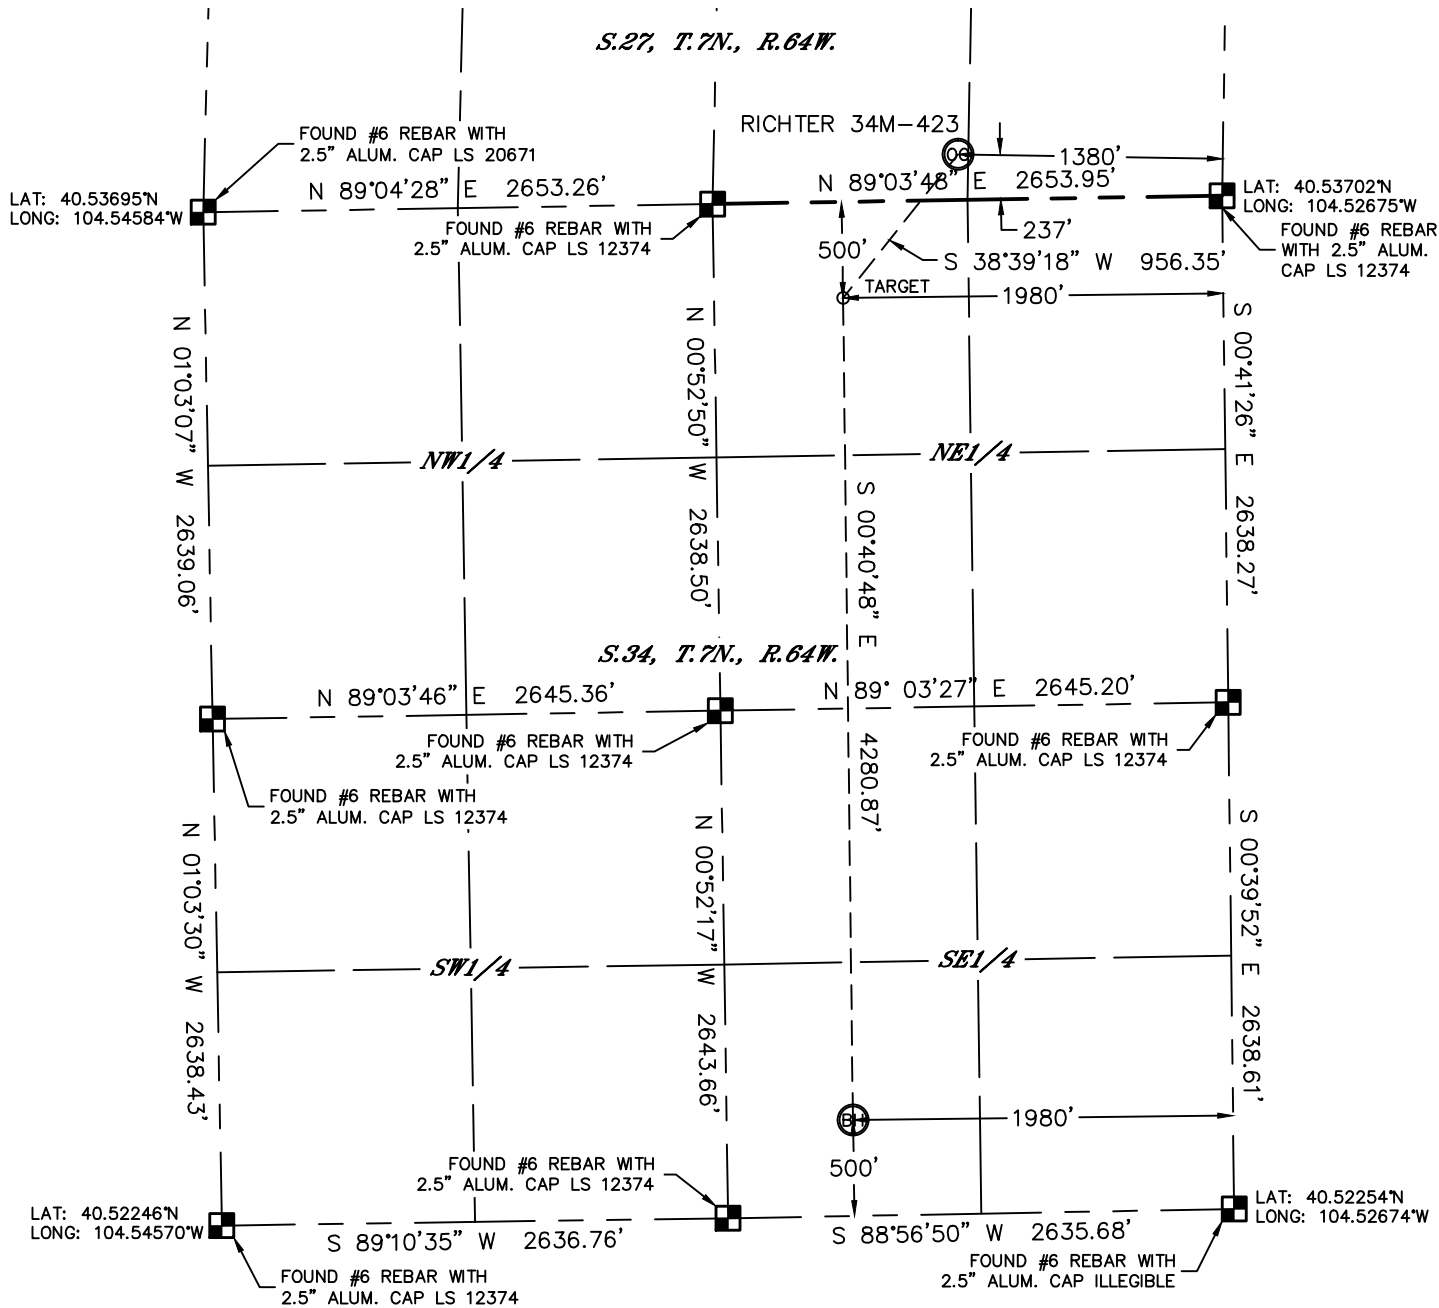 S.27, T.7N., R.64W.
RICHTER 34M-423
OG
1380'
FOUND #6 REBAR WITH
2.5" ALUM. CAP LS 20671
LAT: 40.53695°N
LONG: 104.54584°W
N 89°04'28" E 2653.26'
N 89°03'48" E 2653.95'
LAT: 40.53702°N
LONG: 104.52675°W
FOUND #6 REBAR WITH
2.5" ALUM. CAP LS 12374
500'
237'
FOUND #6 REBAR
WITH 2.5" ALUM.
CAP LS 12374
S 38°39'18" W 956.35'
TARGET
1980'
N 01°03'07" W 2639.06'
N 00°52'50" W 2638.50'
S 00°41'26" E 2638.27'
NW1/4
NE1/4
S 00°40'48" E 4280.87'
S.34, T.7N., R.64W.
N 89°03'46" E 2645.36'
N 89° 03'27" E 2645.20'
FOUND #6 REBAR WITH
2.5" ALUM. CAP LS 12374
FOUND #6 REBAR WITH
2.5" ALUM. CAP LS 12374
FOUND #6 REBAR WITH
2.5" ALUM. CAP LS 12374
N 01°03'30" W 2638.43'
N 00°52'17" W 2643.66'
S 00°39'52" E 2638.61'
SW1/4
SE1/4
BH
1980'
500'
FOUND #6 REBAR WITH
2.5" ALUM. CAP LS 12374
LAT: 40.52246°N
LONG: 104.54570°W
LAT: 40.52254°N
LONG: 104.52674°W
S 89°10'35" W 2636.76'
S 88°56'50" W 2635.68'
FOUND #6 REBAR WITH
2.5" ALUM. CAP ILLEGIBLE
FOUND #6 REBAR WITH
2.5" ALUM. CAP LS 12374